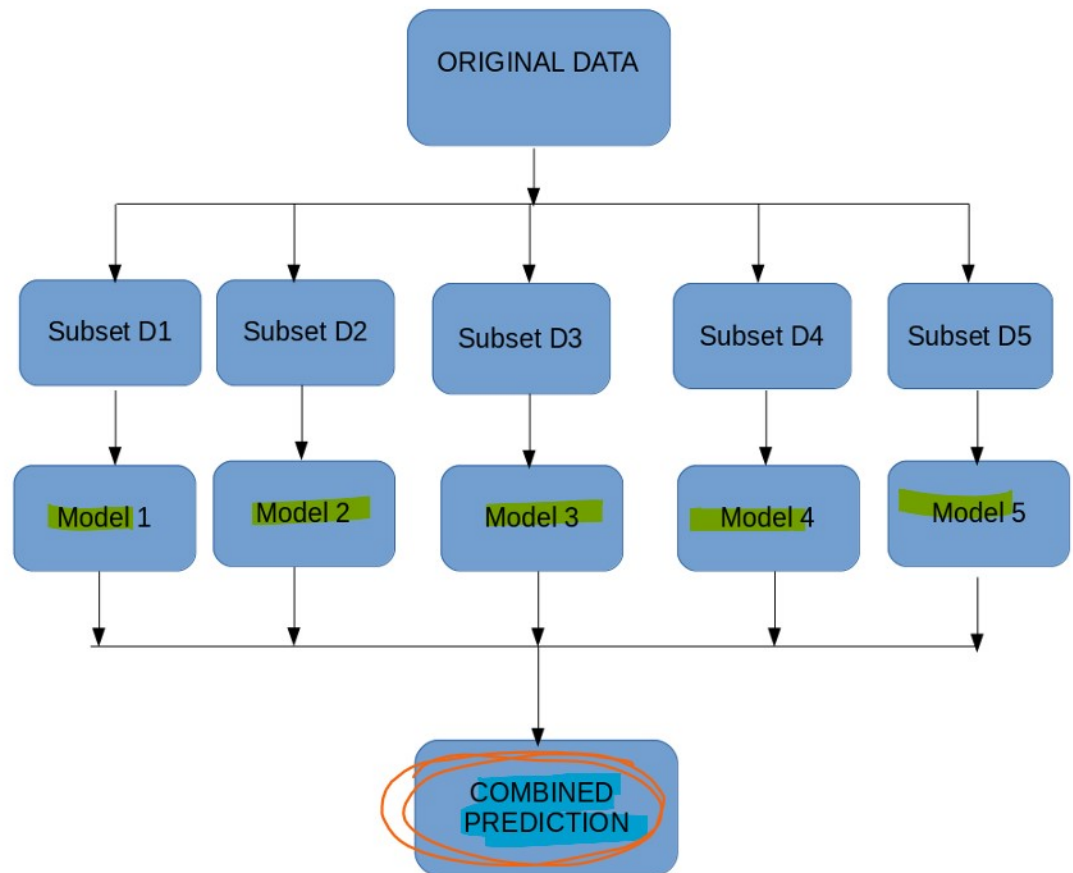 ORIGINAL DATA
Subset D1
Subset D2
Subset D3
Subset D4
Subset D5
Model 1
Model 2
Model 3
Model 4
Model 5
COMBINED
PREDICTION